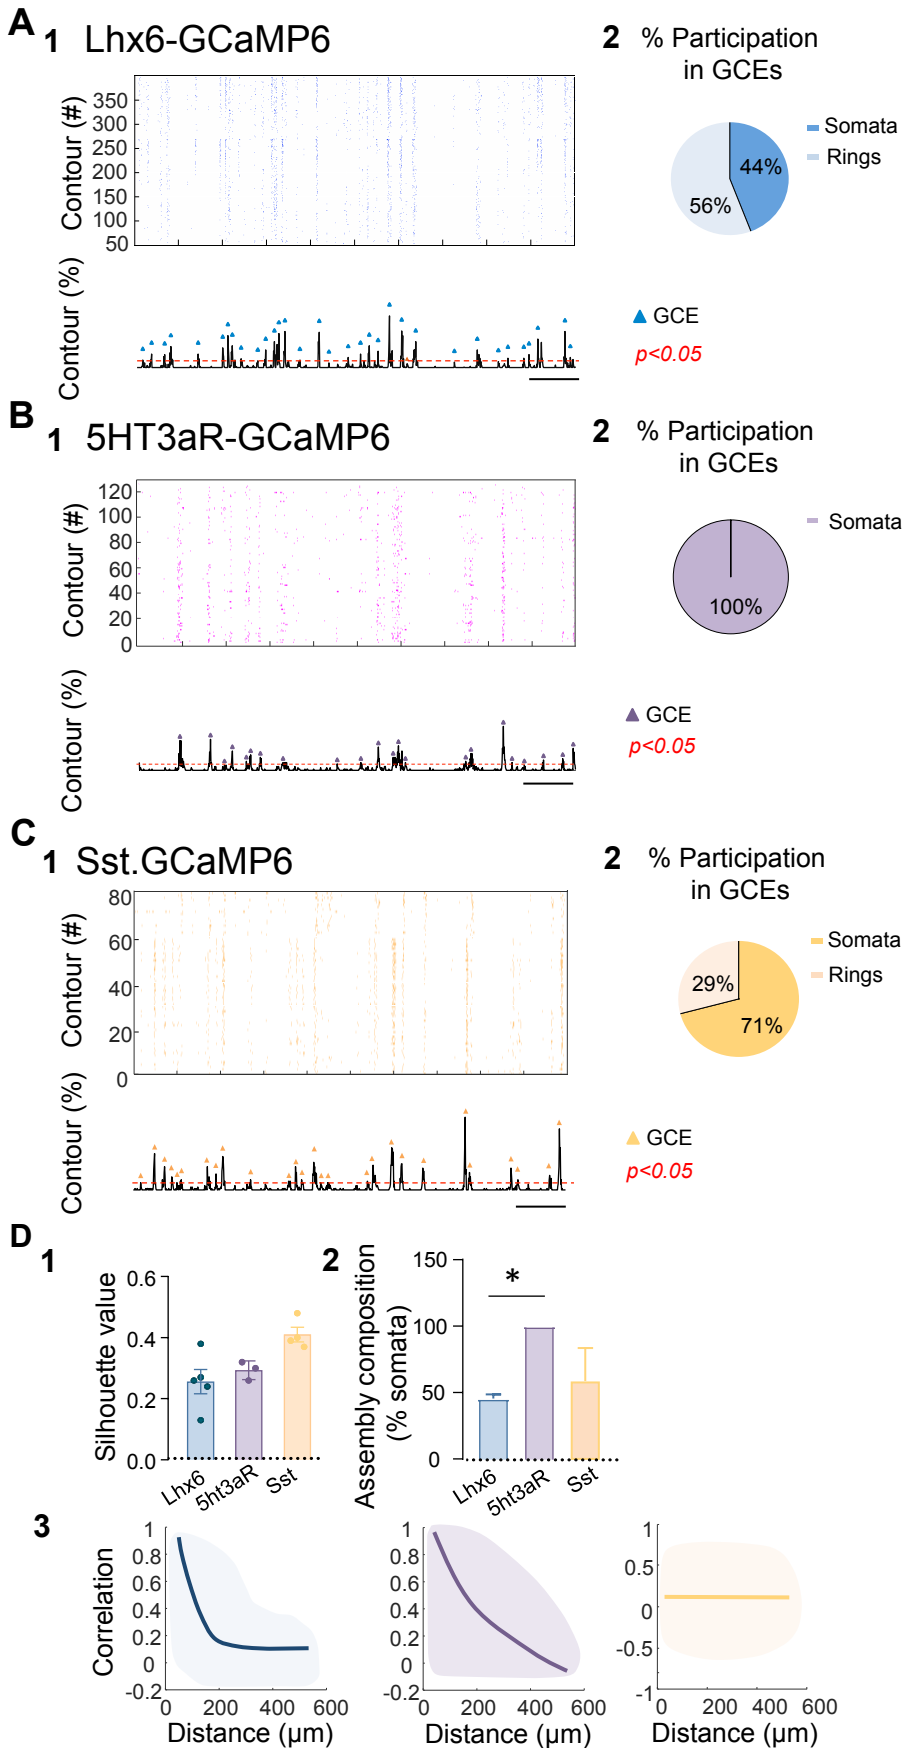 A
1 Lhx6-GCaMP6
2 % Participation
in GCEs
Contour (#)
350
300
250
200
150
100
50
Somata
Rings
44%
56%
Contour (%)
GCE
p<0.05
B
1 5HT3aR-GCaMP6
2 % Participation
in GCEs
Contour (#)
120
100
80
60
40
20
0
Somata
100%
Contour (%)
GCE
p<0.05
C
1 Sst.GCaMP6
2 % Participation
in GCEs
Contour (#)
80
60
40
20
0
Somata
Rings
29%
71%
Contour (%)
GCE
p<0.05
D
1
Silhouette value
0.6
0.4
0.2
0.0
Lhx6
5ht3aR
Sst
2
Assembly composition
(% somata)
150
100
50
0
*
Lhx6
5ht3aR
Sst
3
Correlation
1
0.8
0.6
0.4
0.2
0
-0.2
0 200 400 600
Distance (µm)
1
0.8
0.6
0.4
0.2
0
-0.2
0 200 400 600
Distance (µm)
1
0.5
0
-0.5
-1
0 200 400 600
Distance (µm)